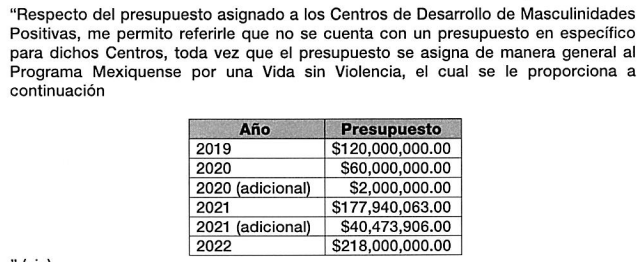 “Respecto del presupuesto asignado a los Centros de Desarrollo de Masculinidades
Positivas, me permito referirle que no se cuenta con un presupuesto en específico
para dichos Centros, toda vez que el presupuesto se asigna de manera general al
Programa Mexiquense por una Vida sin Violencia, el cual se le proporciona a
continuación
Año Presupuesto
2019 $120,000,000.00
2020 $60,000,000.00
2020 (adicional) $2,000,000.00
2021 $177,940,063.00
2021 (adicional) $40,473,906.00
2022 $218,000,000.00